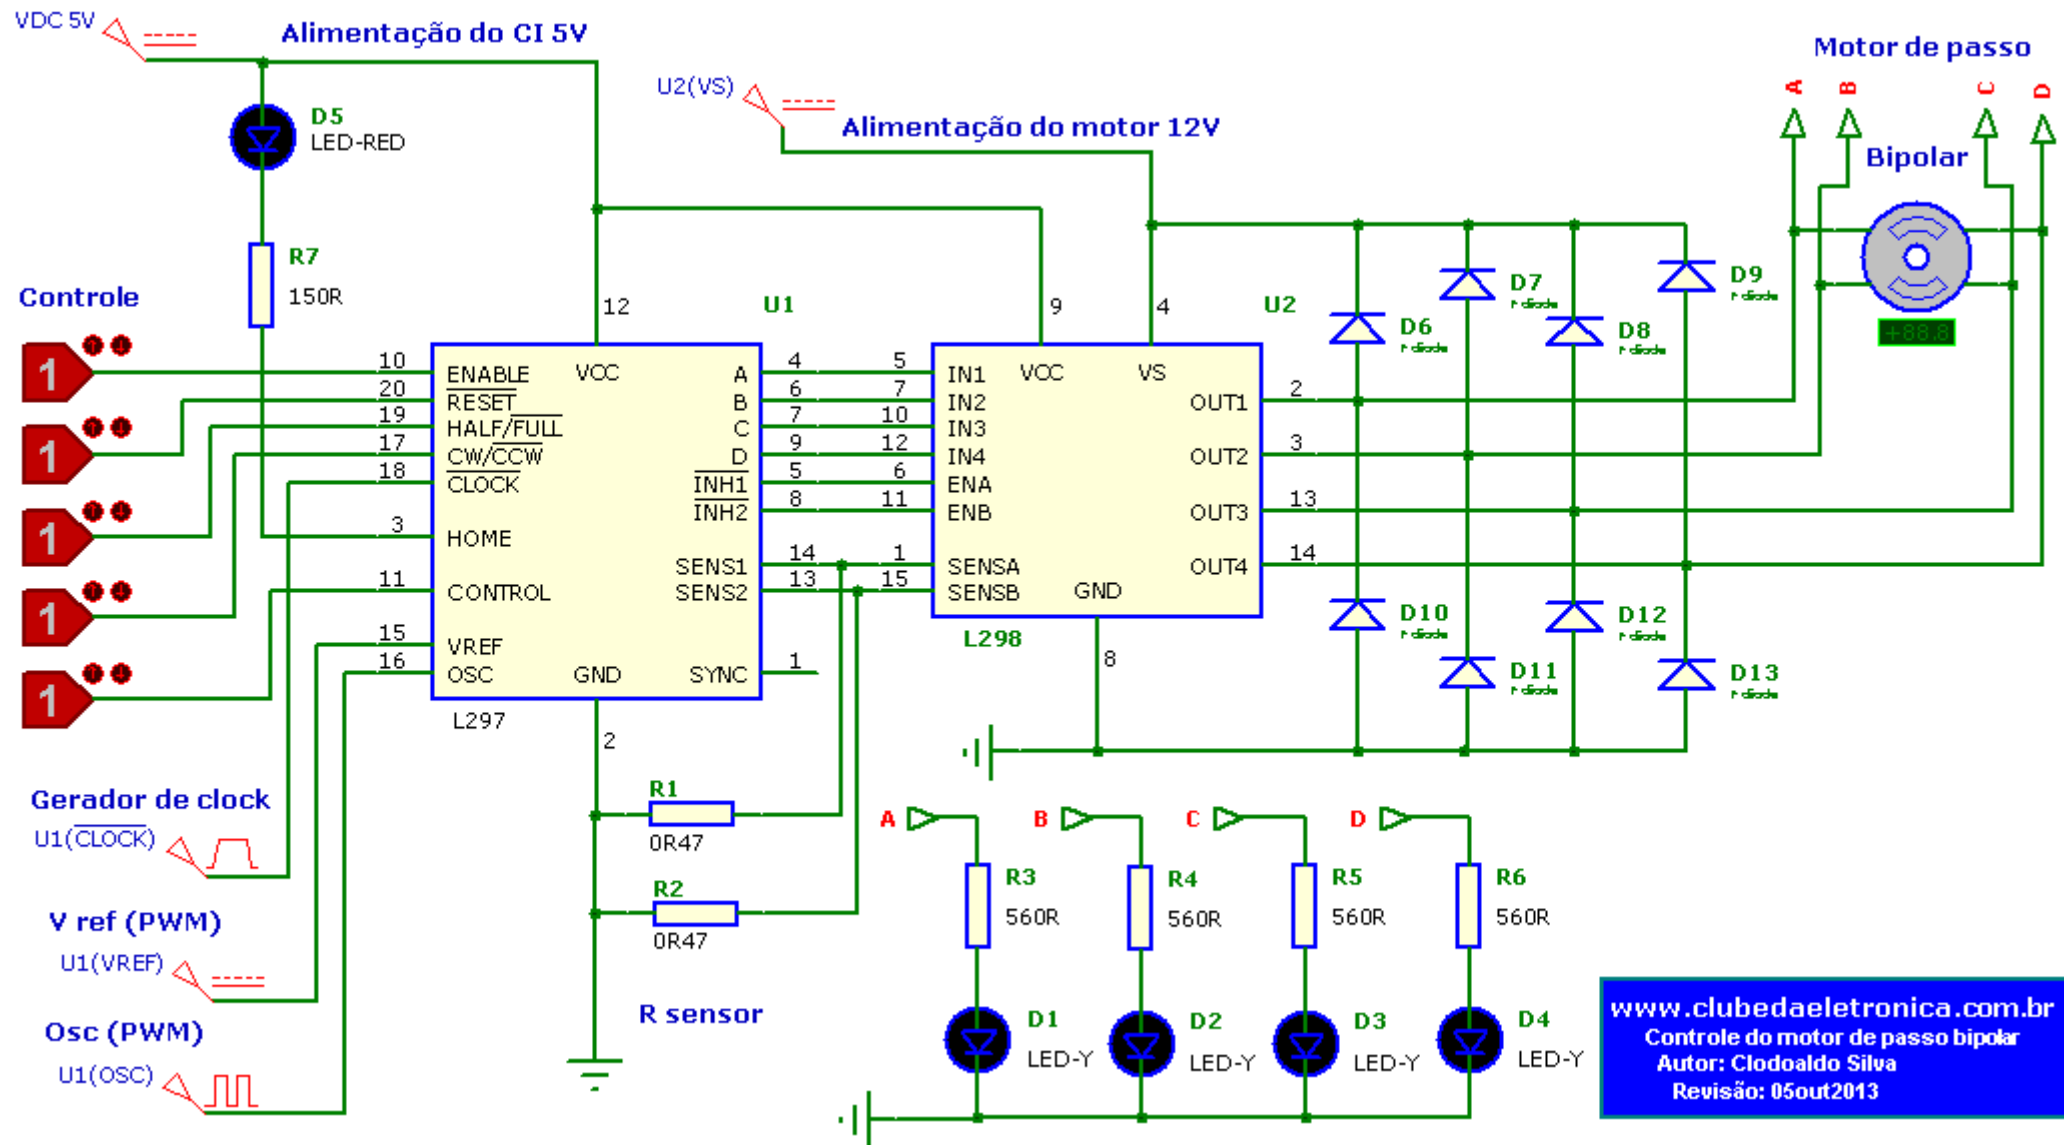 VDC 5V
Alimentação do CI 5V
D5
LED-RED
R7
150R
U2(VS)
Alimentação do motor 12V
Motor de passo
A
B
C
D
Bipolar
+88.8
Controle
1
1
1
1
1
12
U1
VCC
10
ENABLE
20
RESET
19
HALF/FULL
17
CW/CCW
18
CLOCK
3
HOME
11
CONTROL
15
VREF
16
OSC
GND
2
L297
A
4
B
6
C
7
D
9
INH1
5
INH2
8
SENS1
14
SENS2
13
SYNC
1
9
4
U2
VCC
VS
5
IN1
7
IN2
10
IN3
12
IN4
6
ENA
11
ENB
1
SENSA
15
SENSB
GND
8
L298
OUT1
2
OUT2
3
OUT3
13
OUT4
14
D6
D7
D8
D9
D10
D11
D12
D13
Gerador de clock
U1(CLOCK)
V ref (PWM)
U1(VREF)
Osc (PWM)
U1(OSC)
R1
0R47
R2
0R47
R sensor
A
B
C
D
R3
560R
R4
560R
R5
560R
R6
560R
D1
LED-Y
D2
LED-Y
D3
LED-Y
D4
LED-Y
www.clubedaeletronica.com.br
Controle do motor de passo bipolar
Autor: Clodoaldo Silva
Revisão: 05out2013